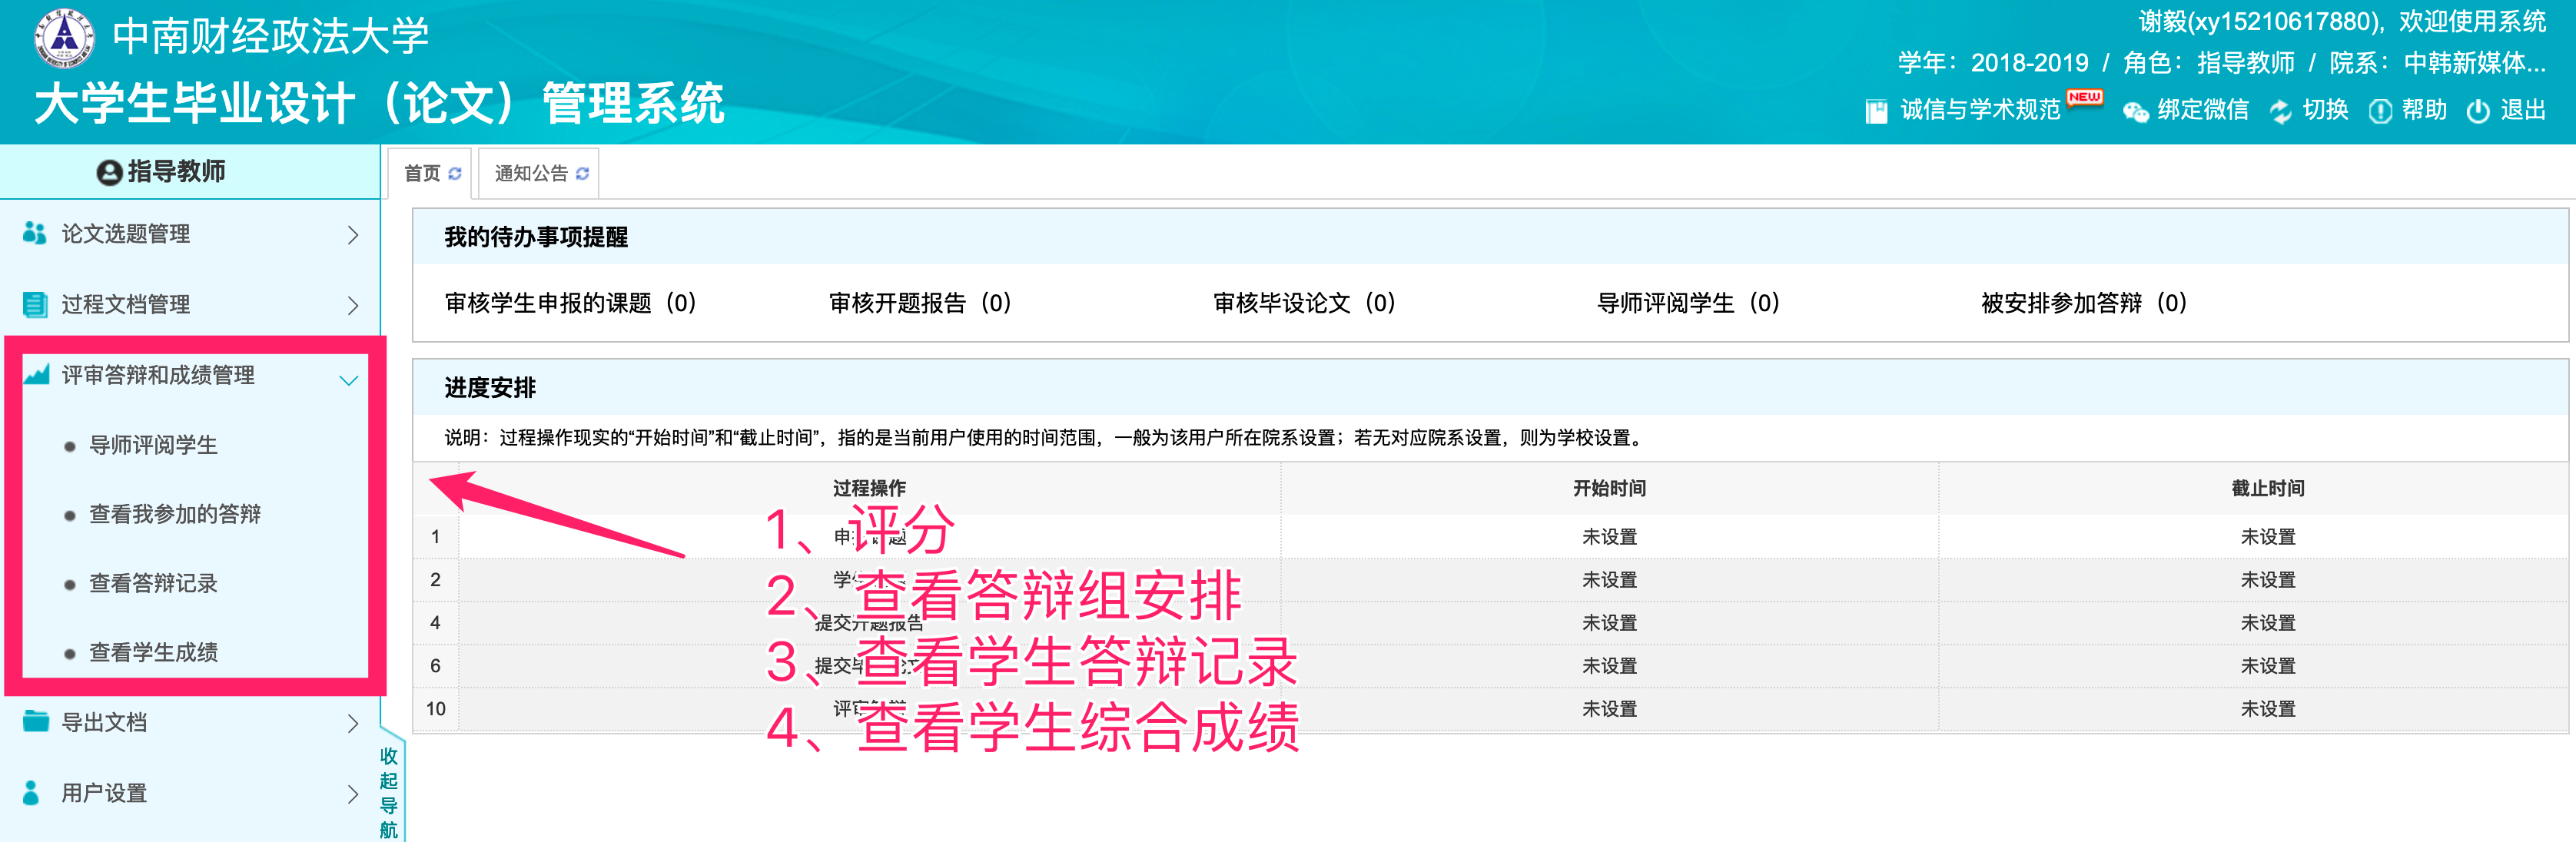 中南财经政法大学
大学生毕业设计（论文）管理系统
谢毅(xy15210617880)，欢迎使用系统
学年：2018-2019 / 角色：指导教师 / 院系：中韩新媒体...
诚信与学术规范 NEW 绑定微信 切换 帮助 退出
指导教师
论文选题管理
过程文档管理
评审答辩和成绩管理
导师评阅学生
查看我参加的答辩
查看答辩记录
查看学生成绩
导出文档
用户设置
收起导航
首页 通知公告
我的待办事项提醒
审核学生申报的课题（0） 审核开题报告（0） 审核毕设论文（0） 导师评阅学生（0） 被安排参加答辩（0）
进度安排
说明：过程操作现实的“开始时间”和“截止时间”，指的是当前用户使用的时间范围，一般为该用户所在院系设置；若无对应院系设置，则为学校设置。
过程操作 开始时间 截止时间
1 未设置 未设置
2 未设置 未设置
4 提交开题报告 未设置 未设置
6 未设置 未设置
10 未设置 未设置
1、评分
2、查看答辩组安排
3、查看学生答辩记录
4、查看学生综合成绩